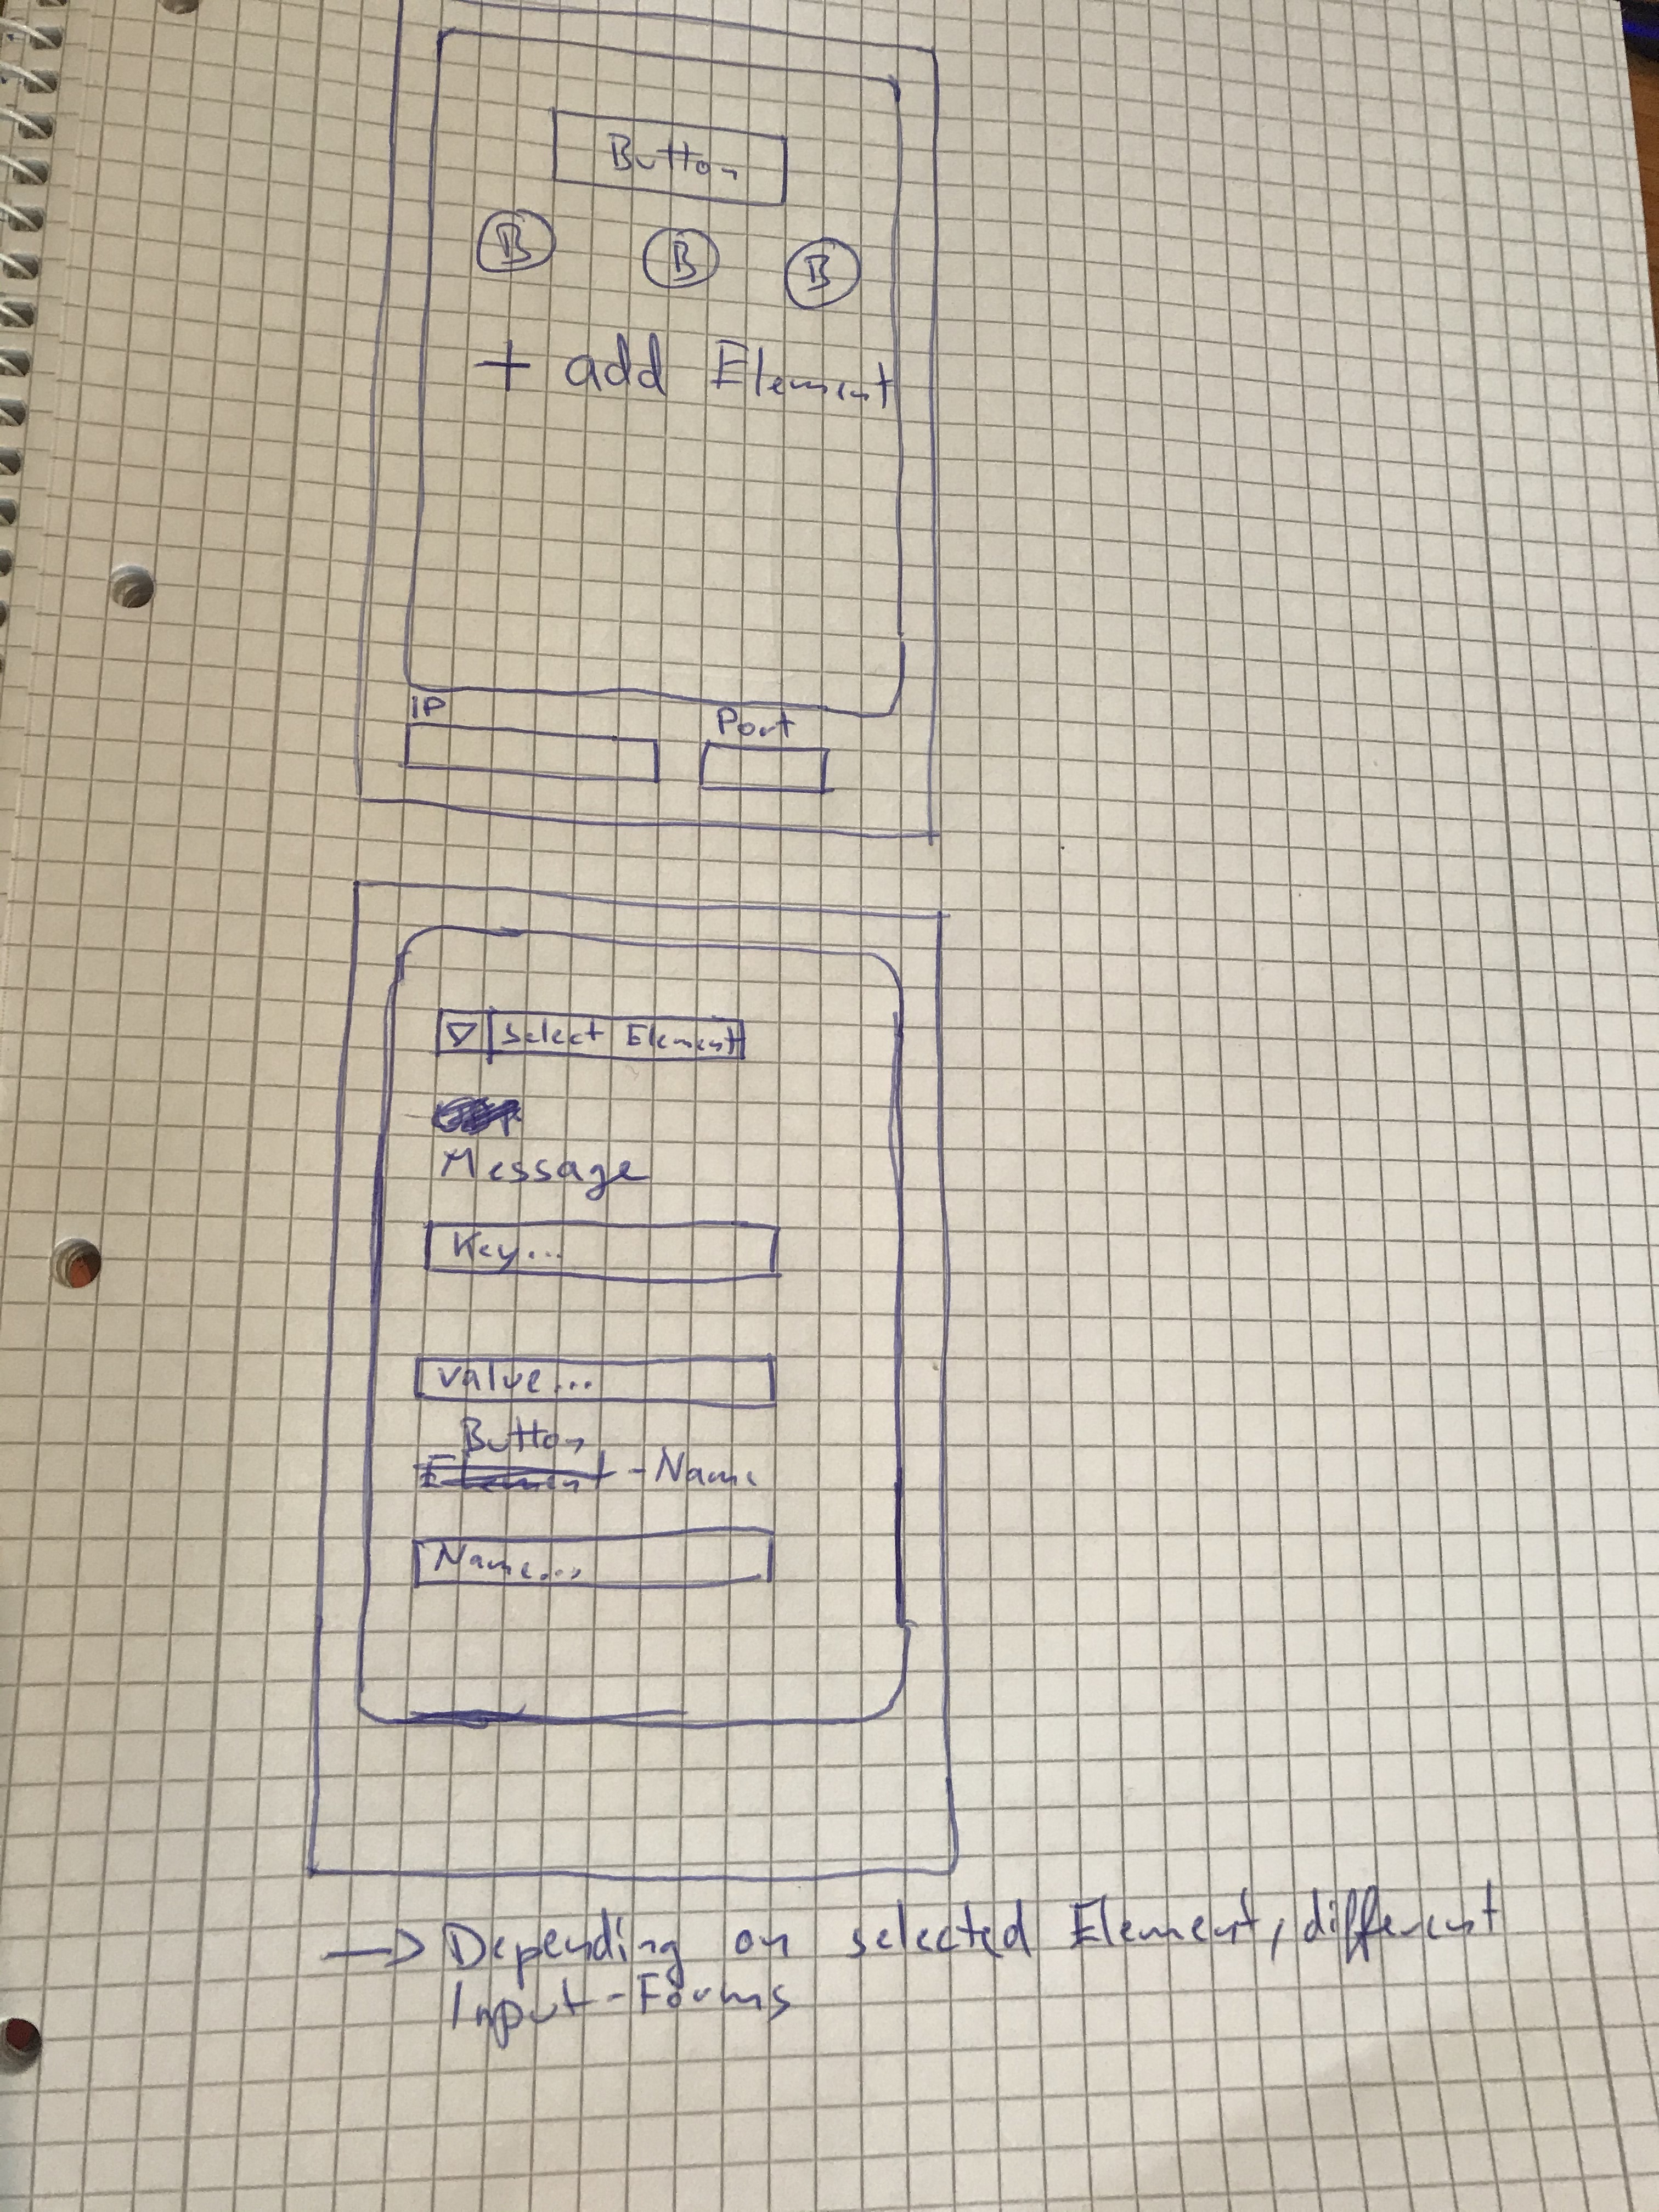 Button
B B B
+ add Element
IP Port
▽ Select Element
Message
Key...
Value...
Button
Element -Name
Name...
→ Depending on selected Element, different
Input-Forms